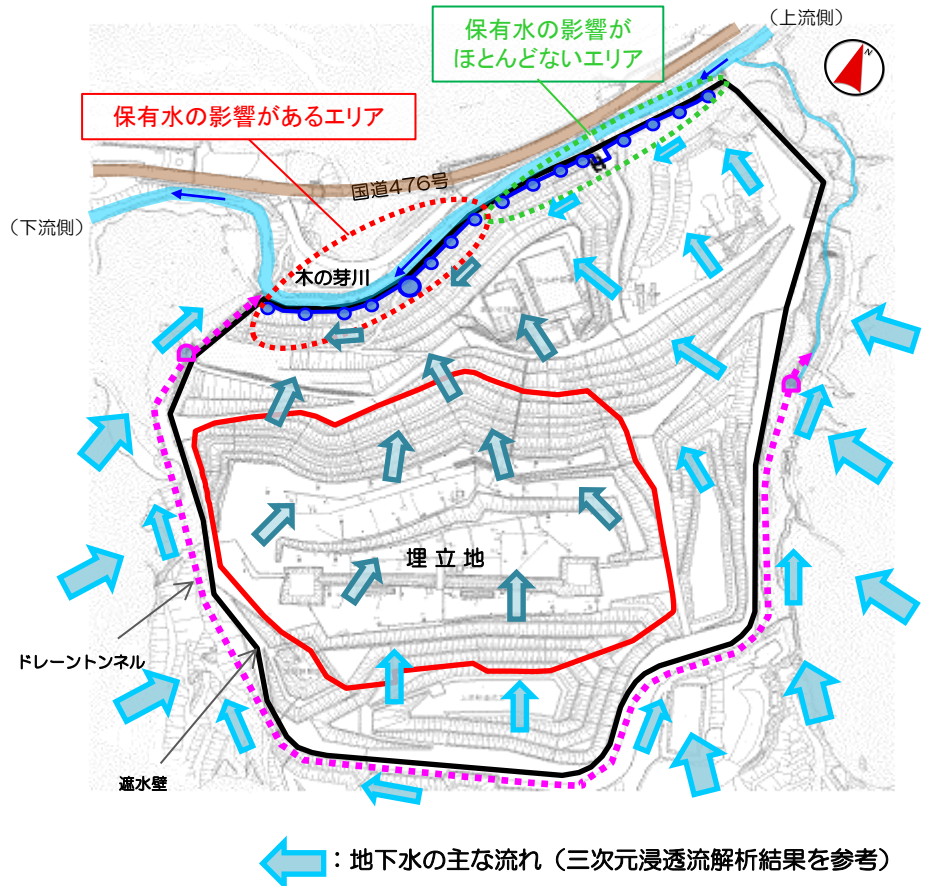 （上流側）
保有水の影響が
ほとんどないエリア
N
保有水の影響があるエリア
国道476号
（下流側）
木の芽川
埋 立 地
ドレーントンネル
遮水壁
：地下水の主な流れ（三次元浸透流解析結果を参考）